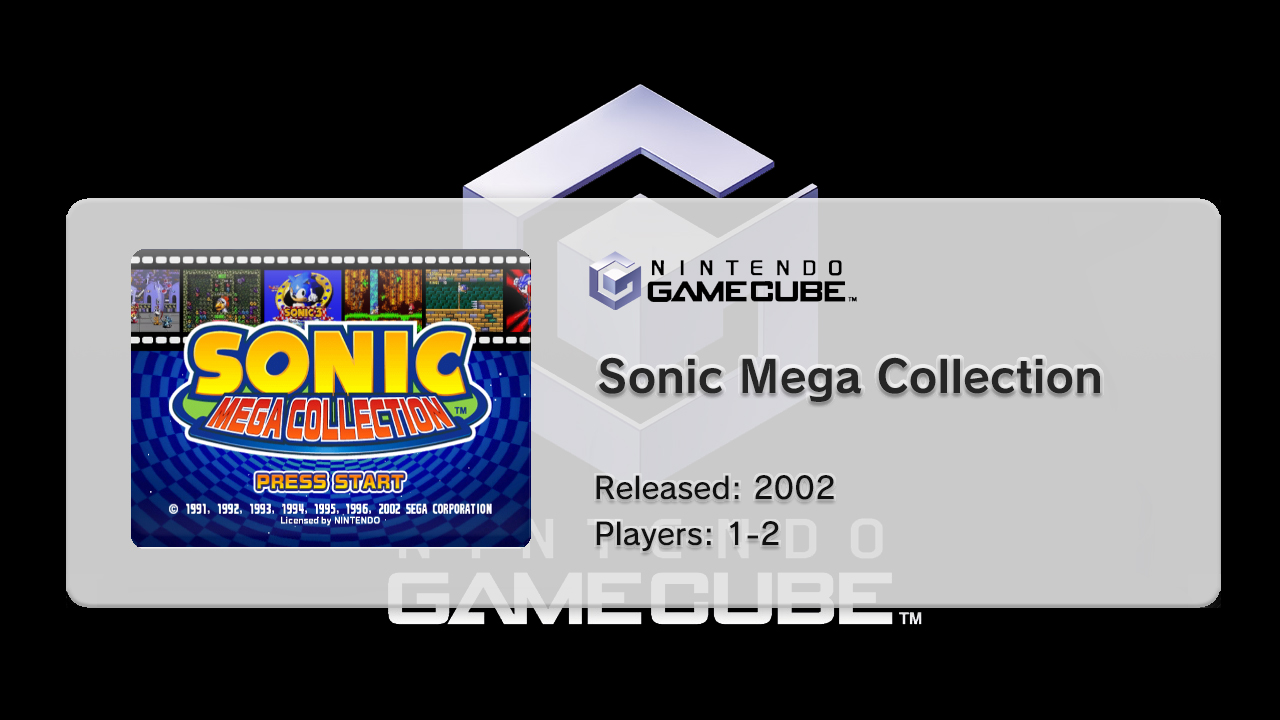 SONIC 3
SONIC
MEGA COLLECTION TM
PRESS START
© 1991, 1992, 1993, 1994, 1995, 1996, 2002 SEGA CORPORATION
Licensed by NINTENDO
NINTENDO
GAMECUBE TM
Sonic Mega Collection
Released: 2002
Players: 1-2
NINTENDO
GAMECUBE TM